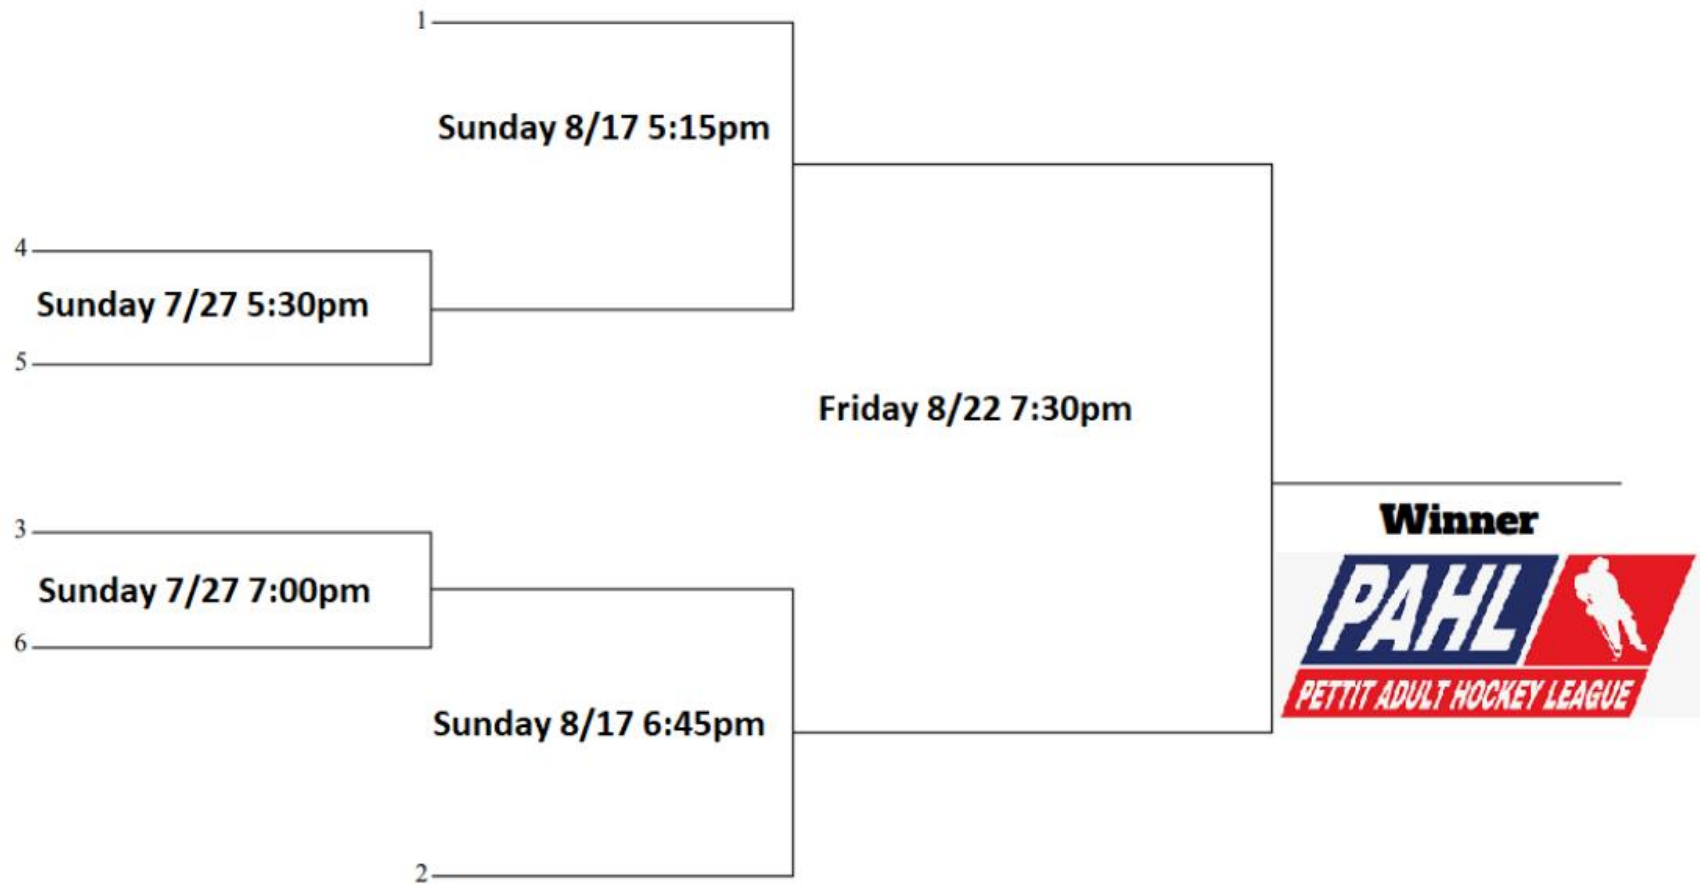 1
Sunday 8/17 5:15pm
4
Sunday 7/27 5:30pm
5
Friday 8/22 7:30pm
Winner
3
Sunday 7/27 7:00pm
6
PAHL
PETTIT ADULT HOCKEY LEAGUE
Sunday 8/17 6:45pm
2